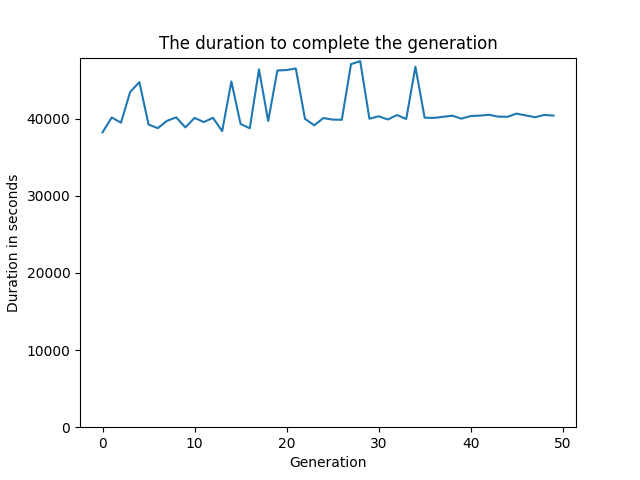 The duration to complete the generation
40000
30000
20000
10000
0
Duration in seconds
0 10 20 30 40 50
Generation